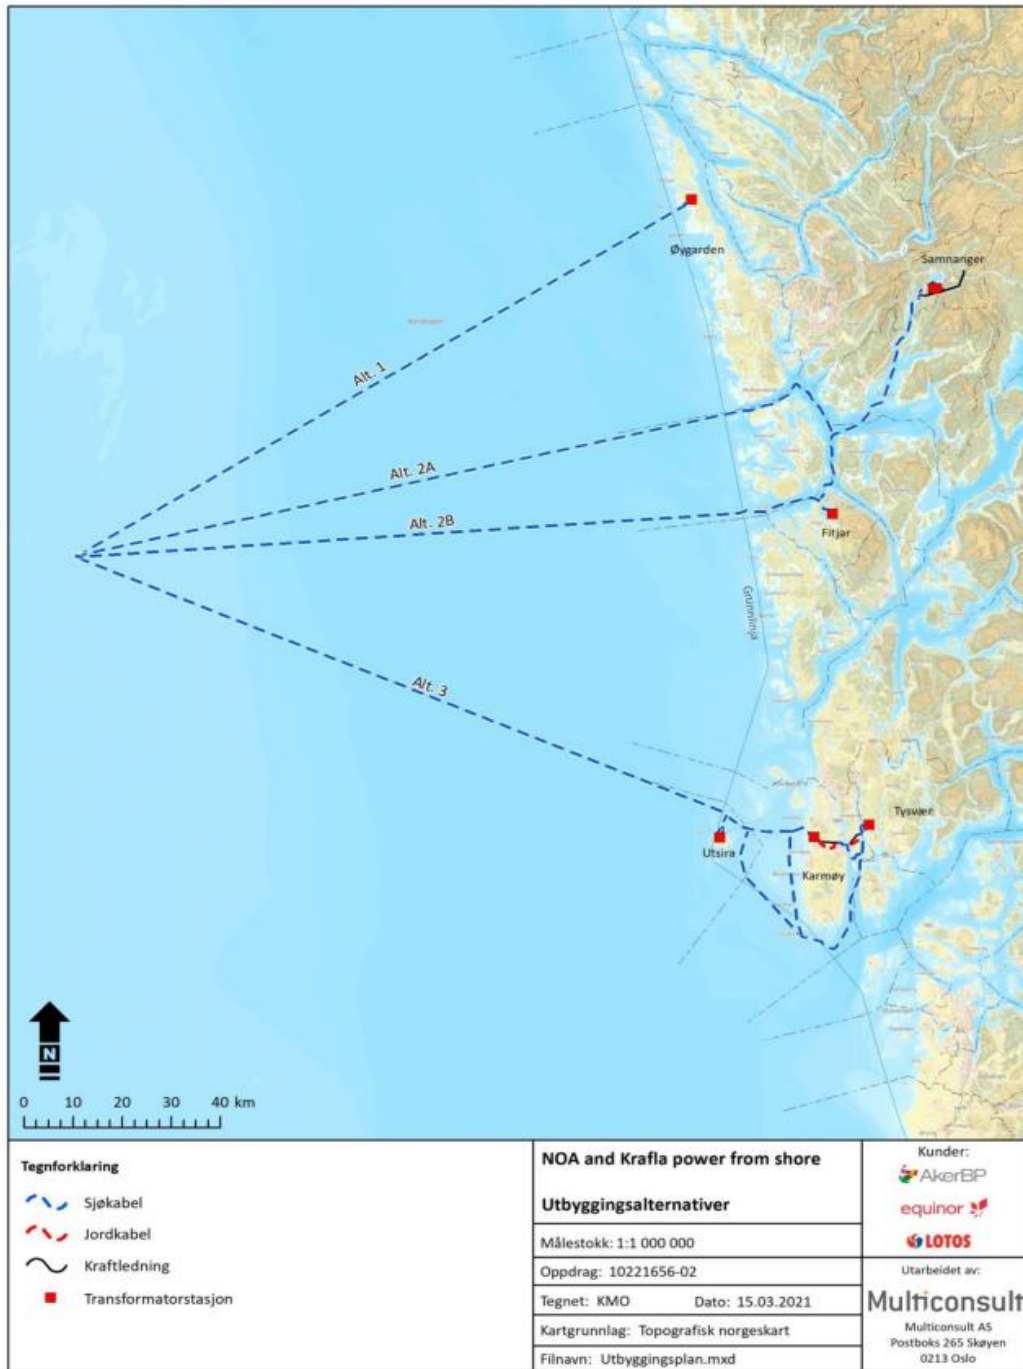 Øygarden
Samnanger
Alt. 1
Alt. 2A
Alt. 2B
Fitjar
Grunnlinja
Alt. 3
Tysvær
Utsira
Karmøy
N
0 10 20 30 40 km
Tegnforklaring
Sjøkabel
Jordkabel
Kraftledning
Transformatorstasjon
NOA and Krafla power from shore
Utbyggingsalternativer
Målestokk: 1:1 000 000
Oppdrag: 10221656-02
Tegnet: KMO Dato: 15.03.2021
Kartgrunnlag: Topografisk norgeskart
Filnavn: Utbyggingsplan.mxd
Kunder:
AkerBP
equinor
LOTOS
Utarbeidet av:
Multiconsult
Multiconsult AS
Postboks 265 Skøyen
0213 Oslo